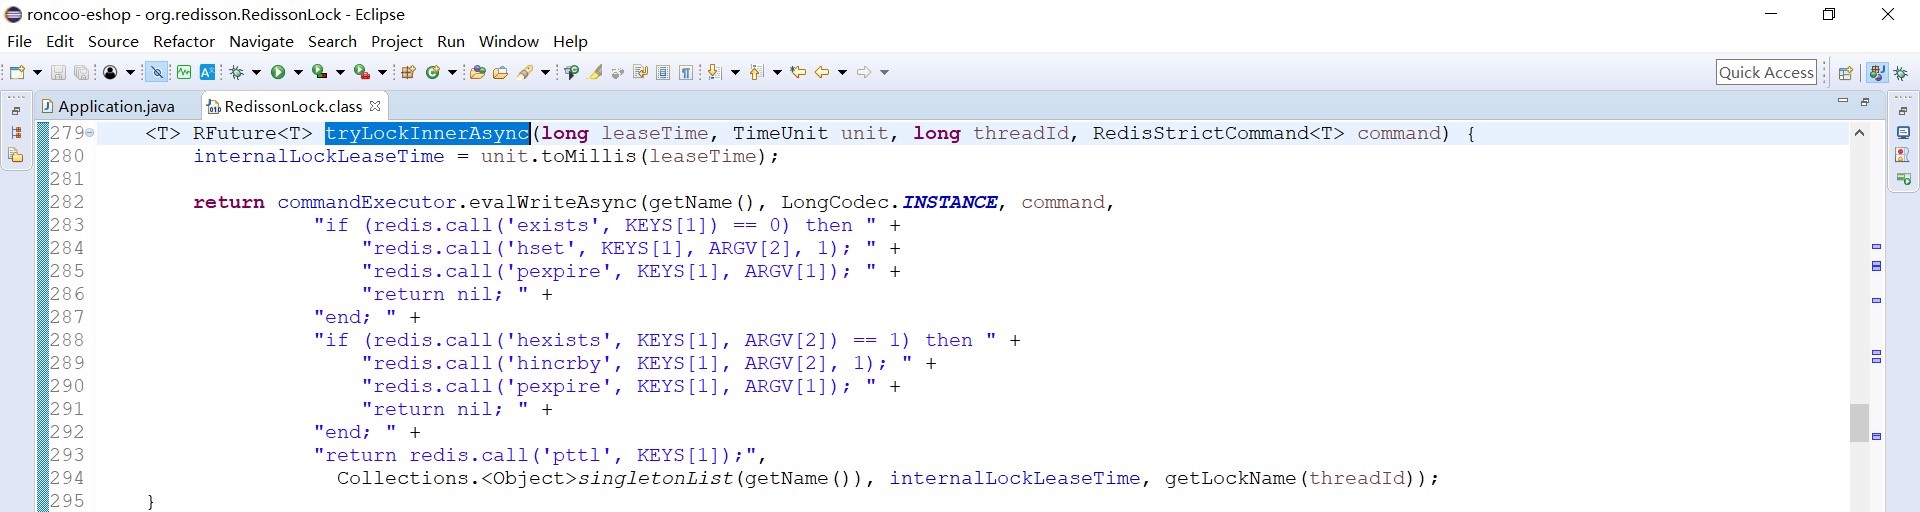 roncoo-eshop - org.redisson.RedissonLock - Eclipse
File Edit Source Refactor Navigate Search Project Run Window Help
Quick Access
Application.java RedissonLock.class
279 <T> RFuture<T> tryLockInnerAsync(long leaseTime, TimeUnit unit, long threadId, RedisStrictCommand<T> command) {
280 internalLockLeaseTime = unit.toMillis(leaseTime);
281
282 return commandExecutor.evalWriteAsync(getName(), LongCodec.INSTANCE, command,
283 "if (redis.call('exists', KEYS[1]) == 0) then " +
284 "redis.call('hset', KEYS[1], ARGV[2], 1); " +
285 "redis.call('pexpire', KEYS[1], ARGV[1]); " +
286 "return nil; " +
287 "end; " +
288 "if (redis.call('hexists', KEYS[1], ARGV[2]) == 1) then " +
289 "redis.call('hincrby', KEYS[1], ARGV[2], 1); " +
290 "redis.call('pexpire', KEYS[1], ARGV[1]); " +
291 "return nil; " +
292 "end; " +
293 "return redis.call('pttl', KEYS[1]);",
294 Collections.<Object>singletonList(getName()), internalLockLeaseTime, getLockName(threadId));
295 }